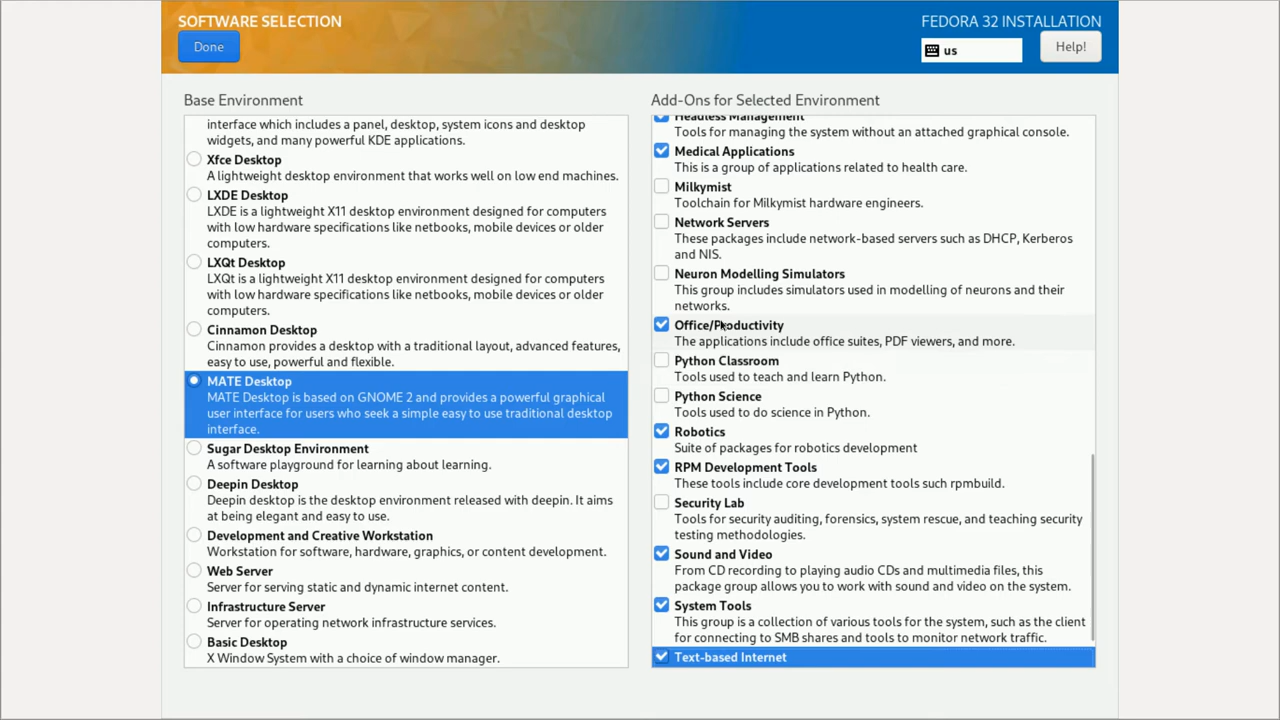 SOFTWARE SELECTION
FEDORA 32 INSTALLATION
Done
us
Help!
Base Environment
interface which includes a panel, desktop, system icons and desktop
widgets, and many powerful KDE applications.
Xfce Desktop
A lightweight desktop environment that works well on low end machines.
LXDE Desktop
LXDE is a lightweight X11 desktop environment designed for computers
with low hardware specifications like netbooks, mobile devices or older
computers.
LXQt Desktop
LXQt is a lightweight X11 desktop environment designed for computers
with low hardware specifications like netbooks, mobile devices or older
computers.
Cinnamon Desktop
Cinnamon provides a desktop with a traditional layout, advanced features,
easy to use, powerful and flexible.
MATE Desktop
MATE Desktop is based on GNOME 2 and provides a powerful graphical
user interface for users who seek a simple easy to use traditional desktop
interface.
Sugar Desktop Environment
A software playground for learning about learning.
Deepin Desktop
Deepin desktop is the desktop environment released with deepin. It aims
at being elegant and easy to use.
Development and Creative Workstation
Workstation for software, hardware, graphics, or content development.
Web Server
Server for serving static and dynamic internet content.
Infrastructure Server
Server for operating network infrastructure services.
Basic Desktop
X Window System with a choice of window manager.
Add-Ons for Selected Environment
Headless Management
Tools for managing the system without an attached graphical console.
Medical Applications
This is a group of applications related to health care.
Milkymist
Toolchain for Milkymist hardware engineers.
Network Servers
These packages include network-based servers such as DHCP, Kerberos
and NIS.
Neuron Modelling Simulators
This group includes simulators used in modelling of neurons and their
networks.
Office/Productivity
The applications include office suites, PDF viewers, and more.
Python Classroom
Tools used to teach and learn Python.
Python Science
Tools used to do science in Python.
Robotics
Suite of packages for robotics development
RPM Development Tools
These tools include core development tools such rpmbuild.
Security Lab
Tools for security auditing, forensics, system rescue, and teaching security
testing methodologies.
Sound and Video
From CD recording to playing audio CDs and multimedia files, this
package group allows you to work with sound and video on the system.
System Tools
This group is a collection of various tools for the system, such as the client
for connecting to SMB shares and tools to monitor network traffic.
Text-based Internet